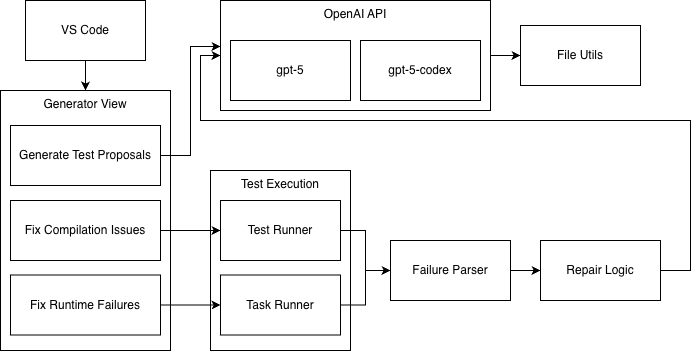 VS Code
OpenAI API
gpt-5
gpt-5-codex
File Utils
Generator View
Generate Test Proposals
Fix Compilation Issues
Fix Runtime Failures
Test Execution
Test Runner
Task Runner
Failure Parser
Repair Logic